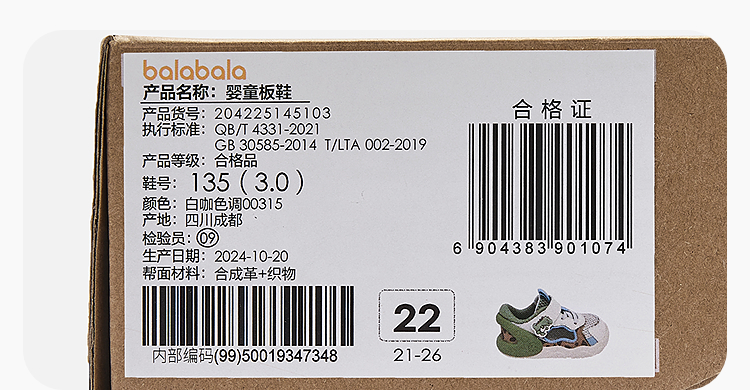 balabala
产品名称：婴童板鞋
产品货号：204225145103
执行标准：QB/T 4331-2021
GB 30585-2014 T/LTA 002-2019
产品等级：合格品
鞋号：135（3.0）
颜色：白咖色调00315
产地：四川成都
检验员：09
生产日期：2024-10-20
帮面材料：合成革+织物
内部编码(99)50019347348
合格证
6 904383 901074
22
21-26